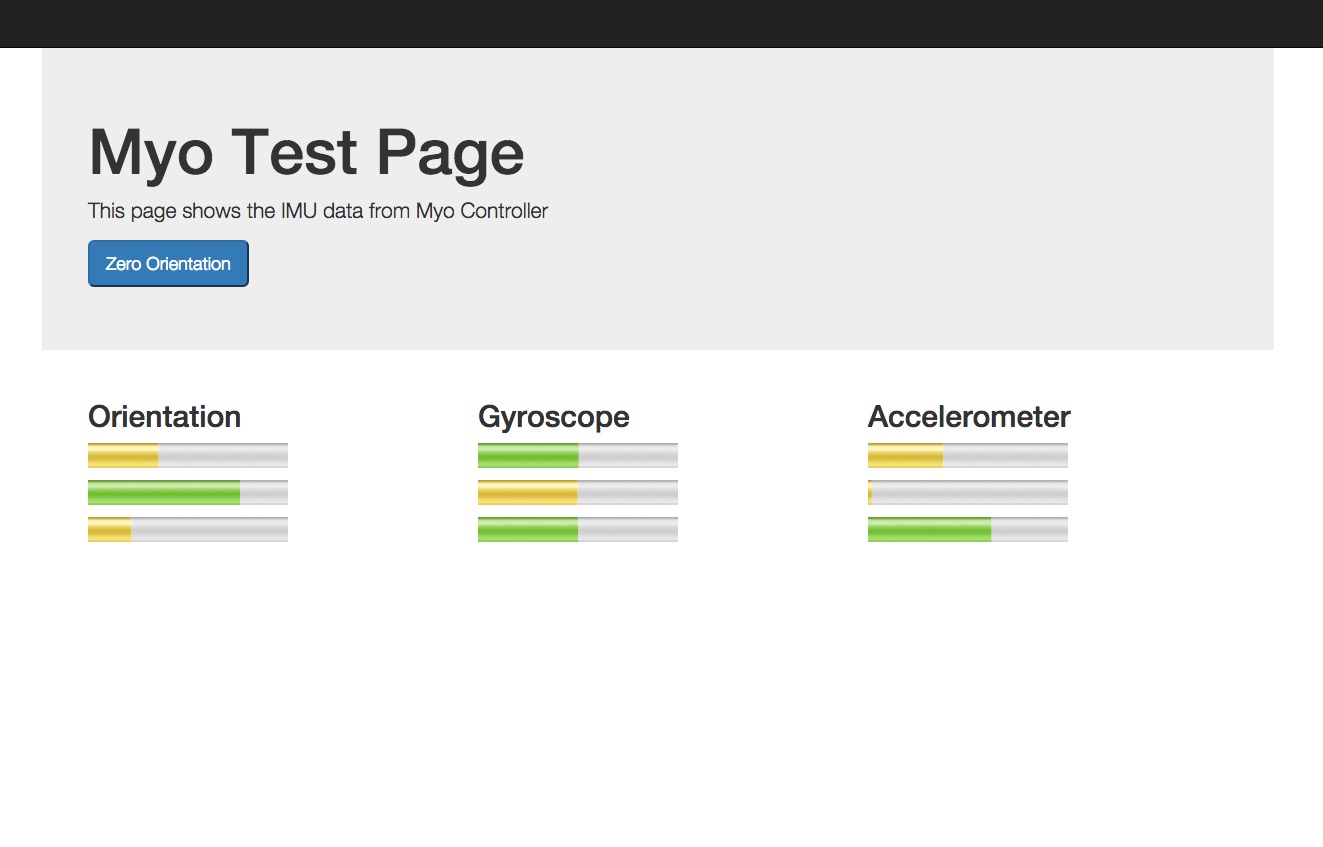 Myo Test Page
This page shows the IMU data from Myo Controller
Zero Orientation
Orientation
Gyroscope
Accelerometer